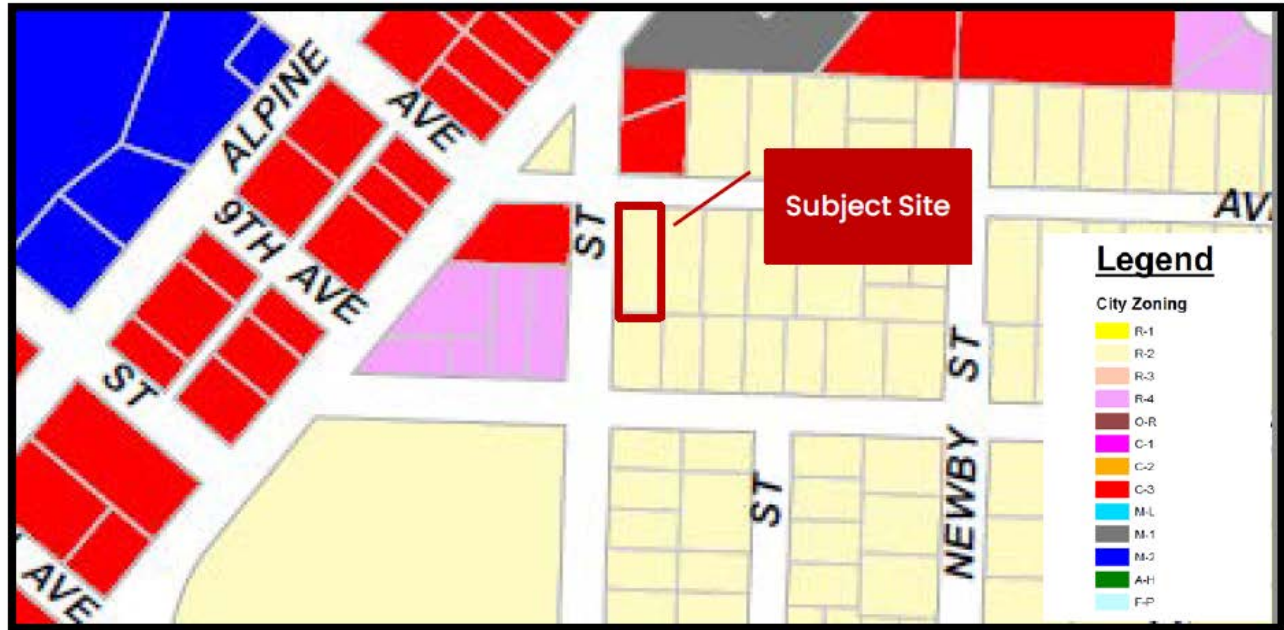 ALPINE
AVE
9TH AVE
ST
Subject Site
AV
ST
ST
NEWBY ST
AVE
Legend
City Zoning
R-1
R-2
R-3
R-4
O-R
C-1
C-2
C-3
M-L
M-1
M-2
A-H
F-P